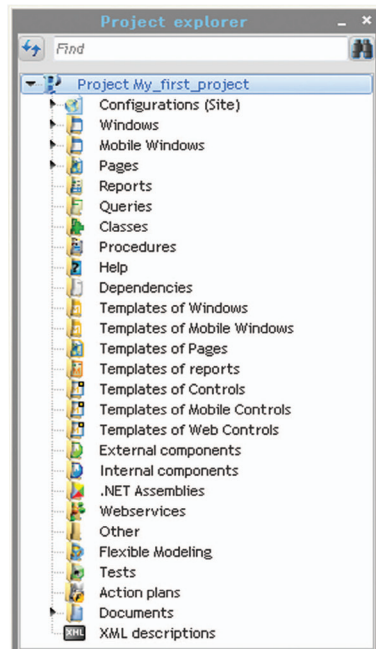 Project explorer
Find
Project My_first_project
Configurations (Site)
Windows
Mobile Windows
Pages
Reports
Queries
Classes
Procedures
Help
Dependencies
Templates of Windows
Templates of Mobile Windows
Templates of Pages
Templates of reports
Templates of Controls
Templates of Mobile Controls
Templates of Web Controls
External components
Internal components
.NET Assemblies
Webservices
Other
Flexible Modeling
Tests
Action plans
Documents
XML XML descriptions